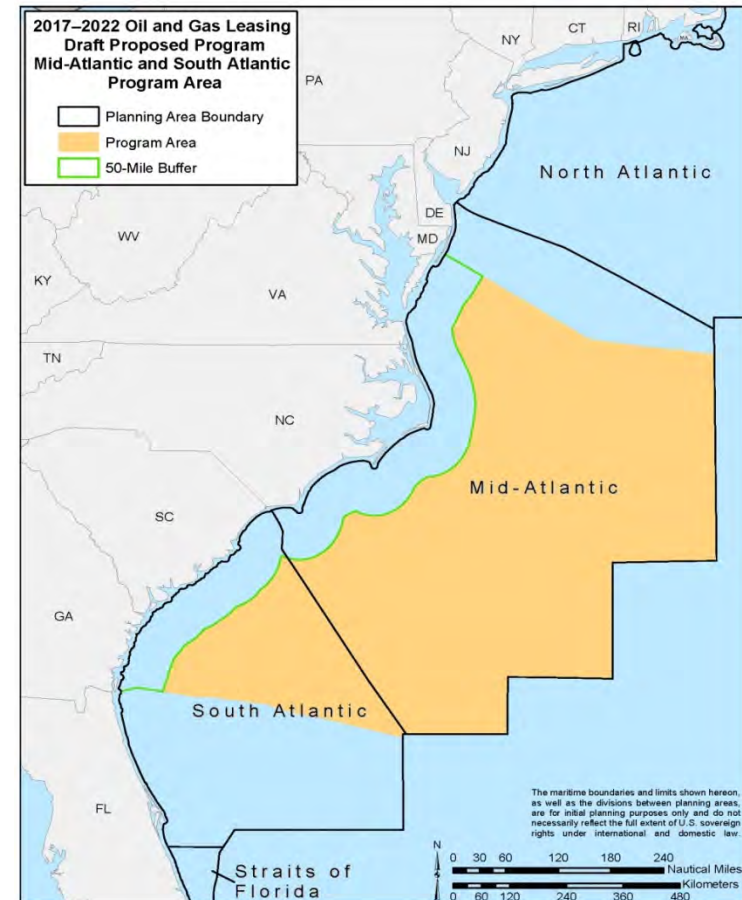 2017–2022 Oil and Gas Leasing
Draft Proposed Program
Mid-Atlantic and South Atlantic
Program Area
Planning Area Boundary
Program Area
50-Mile Buffer
NY
CT
RI
MA
PA
NJ
North Atlantic
DE
MD
WV
KY
VA
TN
NC
Mid-Atlantic
SC
GA
South Atlantic
FL
Straits of
Florida
The maritime boundaries and limits shown hereon,
as well as the divisions between planning areas,
are for initial planning purposes only and do not
necessarily reflect the full extent of U.S. sovereign
rights under international and domestic law.
N
0 30 60 120 180 240
Nautical Miles
Kilometers
0 60 120 240 360 480